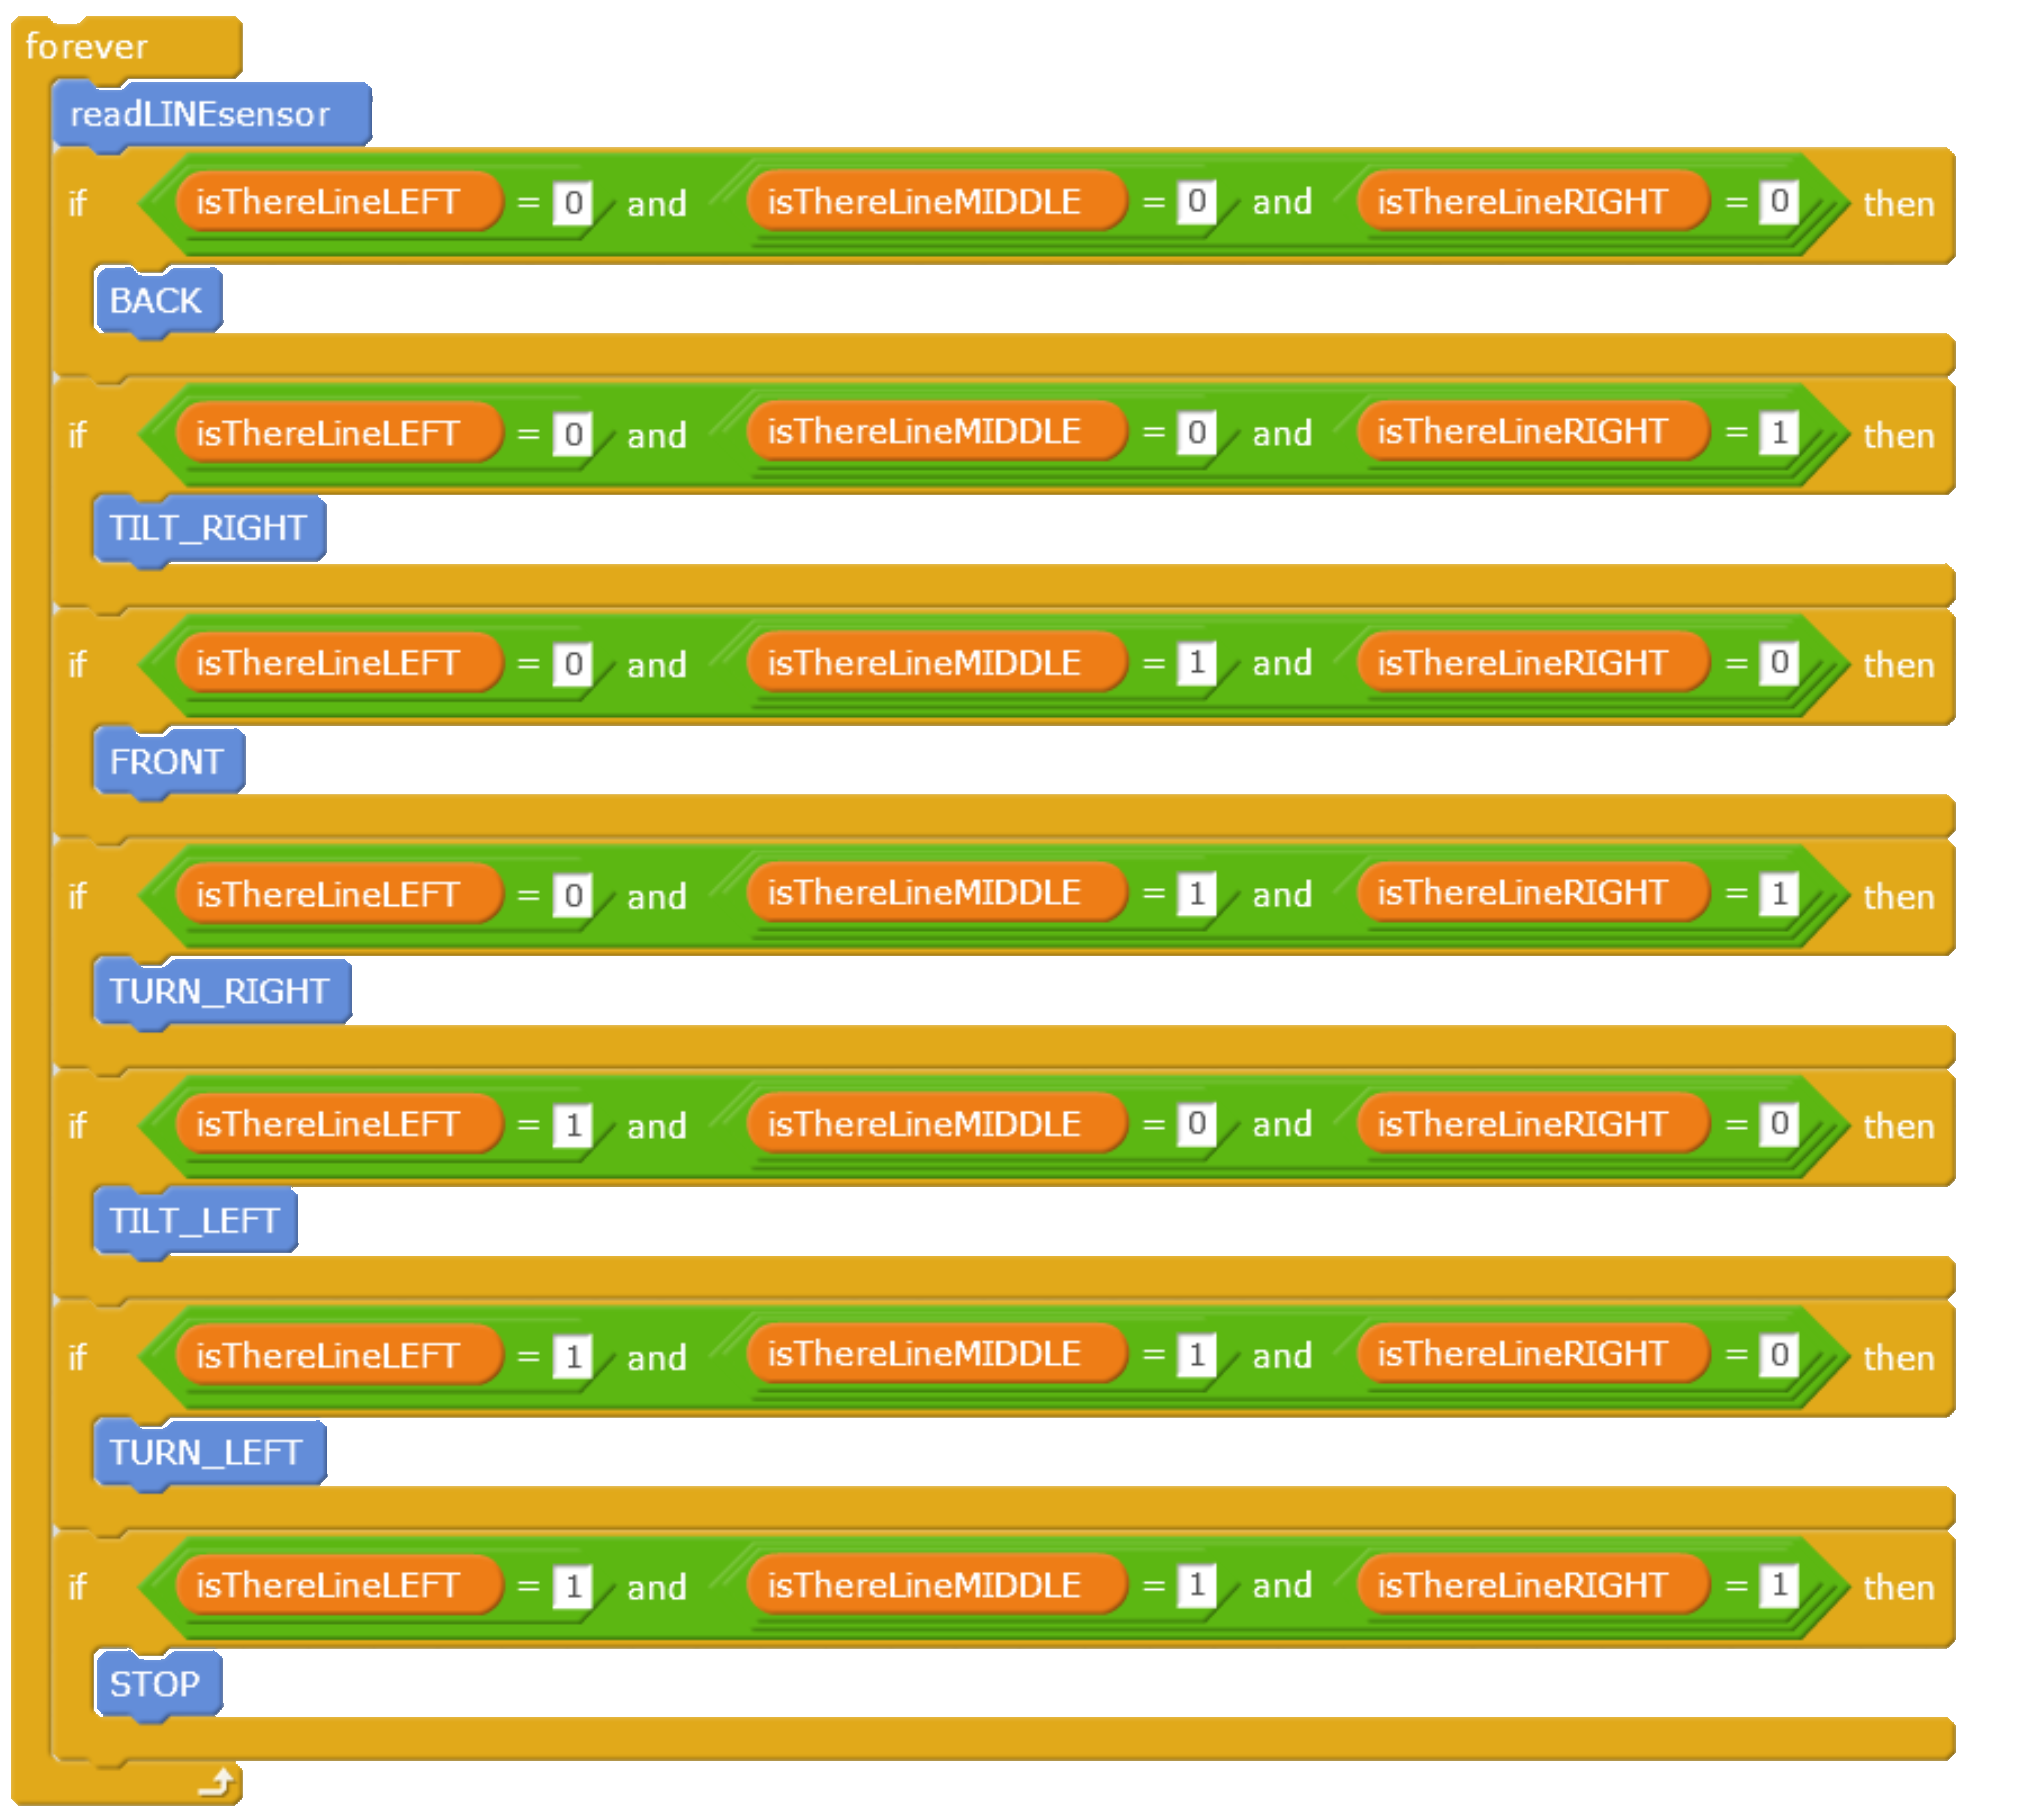 forever
readLINEsensor
if isThereLineLEFT = 0 and isThereLineMIDDLE = 0 and isThereLineRIGHT = 0 then
BACK
if isThereLineLEFT = 0 and isThereLineMIDDLE = 0 and isThereLineRIGHT = 1 then
TILT_RIGHT
if isThereLineLEFT = 0 and isThereLineMIDDLE = 1 and isThereLineRIGHT = 0 then
FRONT
if isThereLineLEFT = 0 and isThereLineMIDDLE = 1 and isThereLineRIGHT = 1 then
TURN_RIGHT
if isThereLineLEFT = 1 and isThereLineMIDDLE = 0 and isThereLineRIGHT = 0 then
TILT_LEFT
if isThereLineLEFT = 1 and isThereLineMIDDLE = 1 and isThereLineRIGHT = 0 then
TURN_LEFT
if isThereLineLEFT = 1 and isThereLineMIDDLE = 1 and isThereLineRIGHT = 1 then
STOP